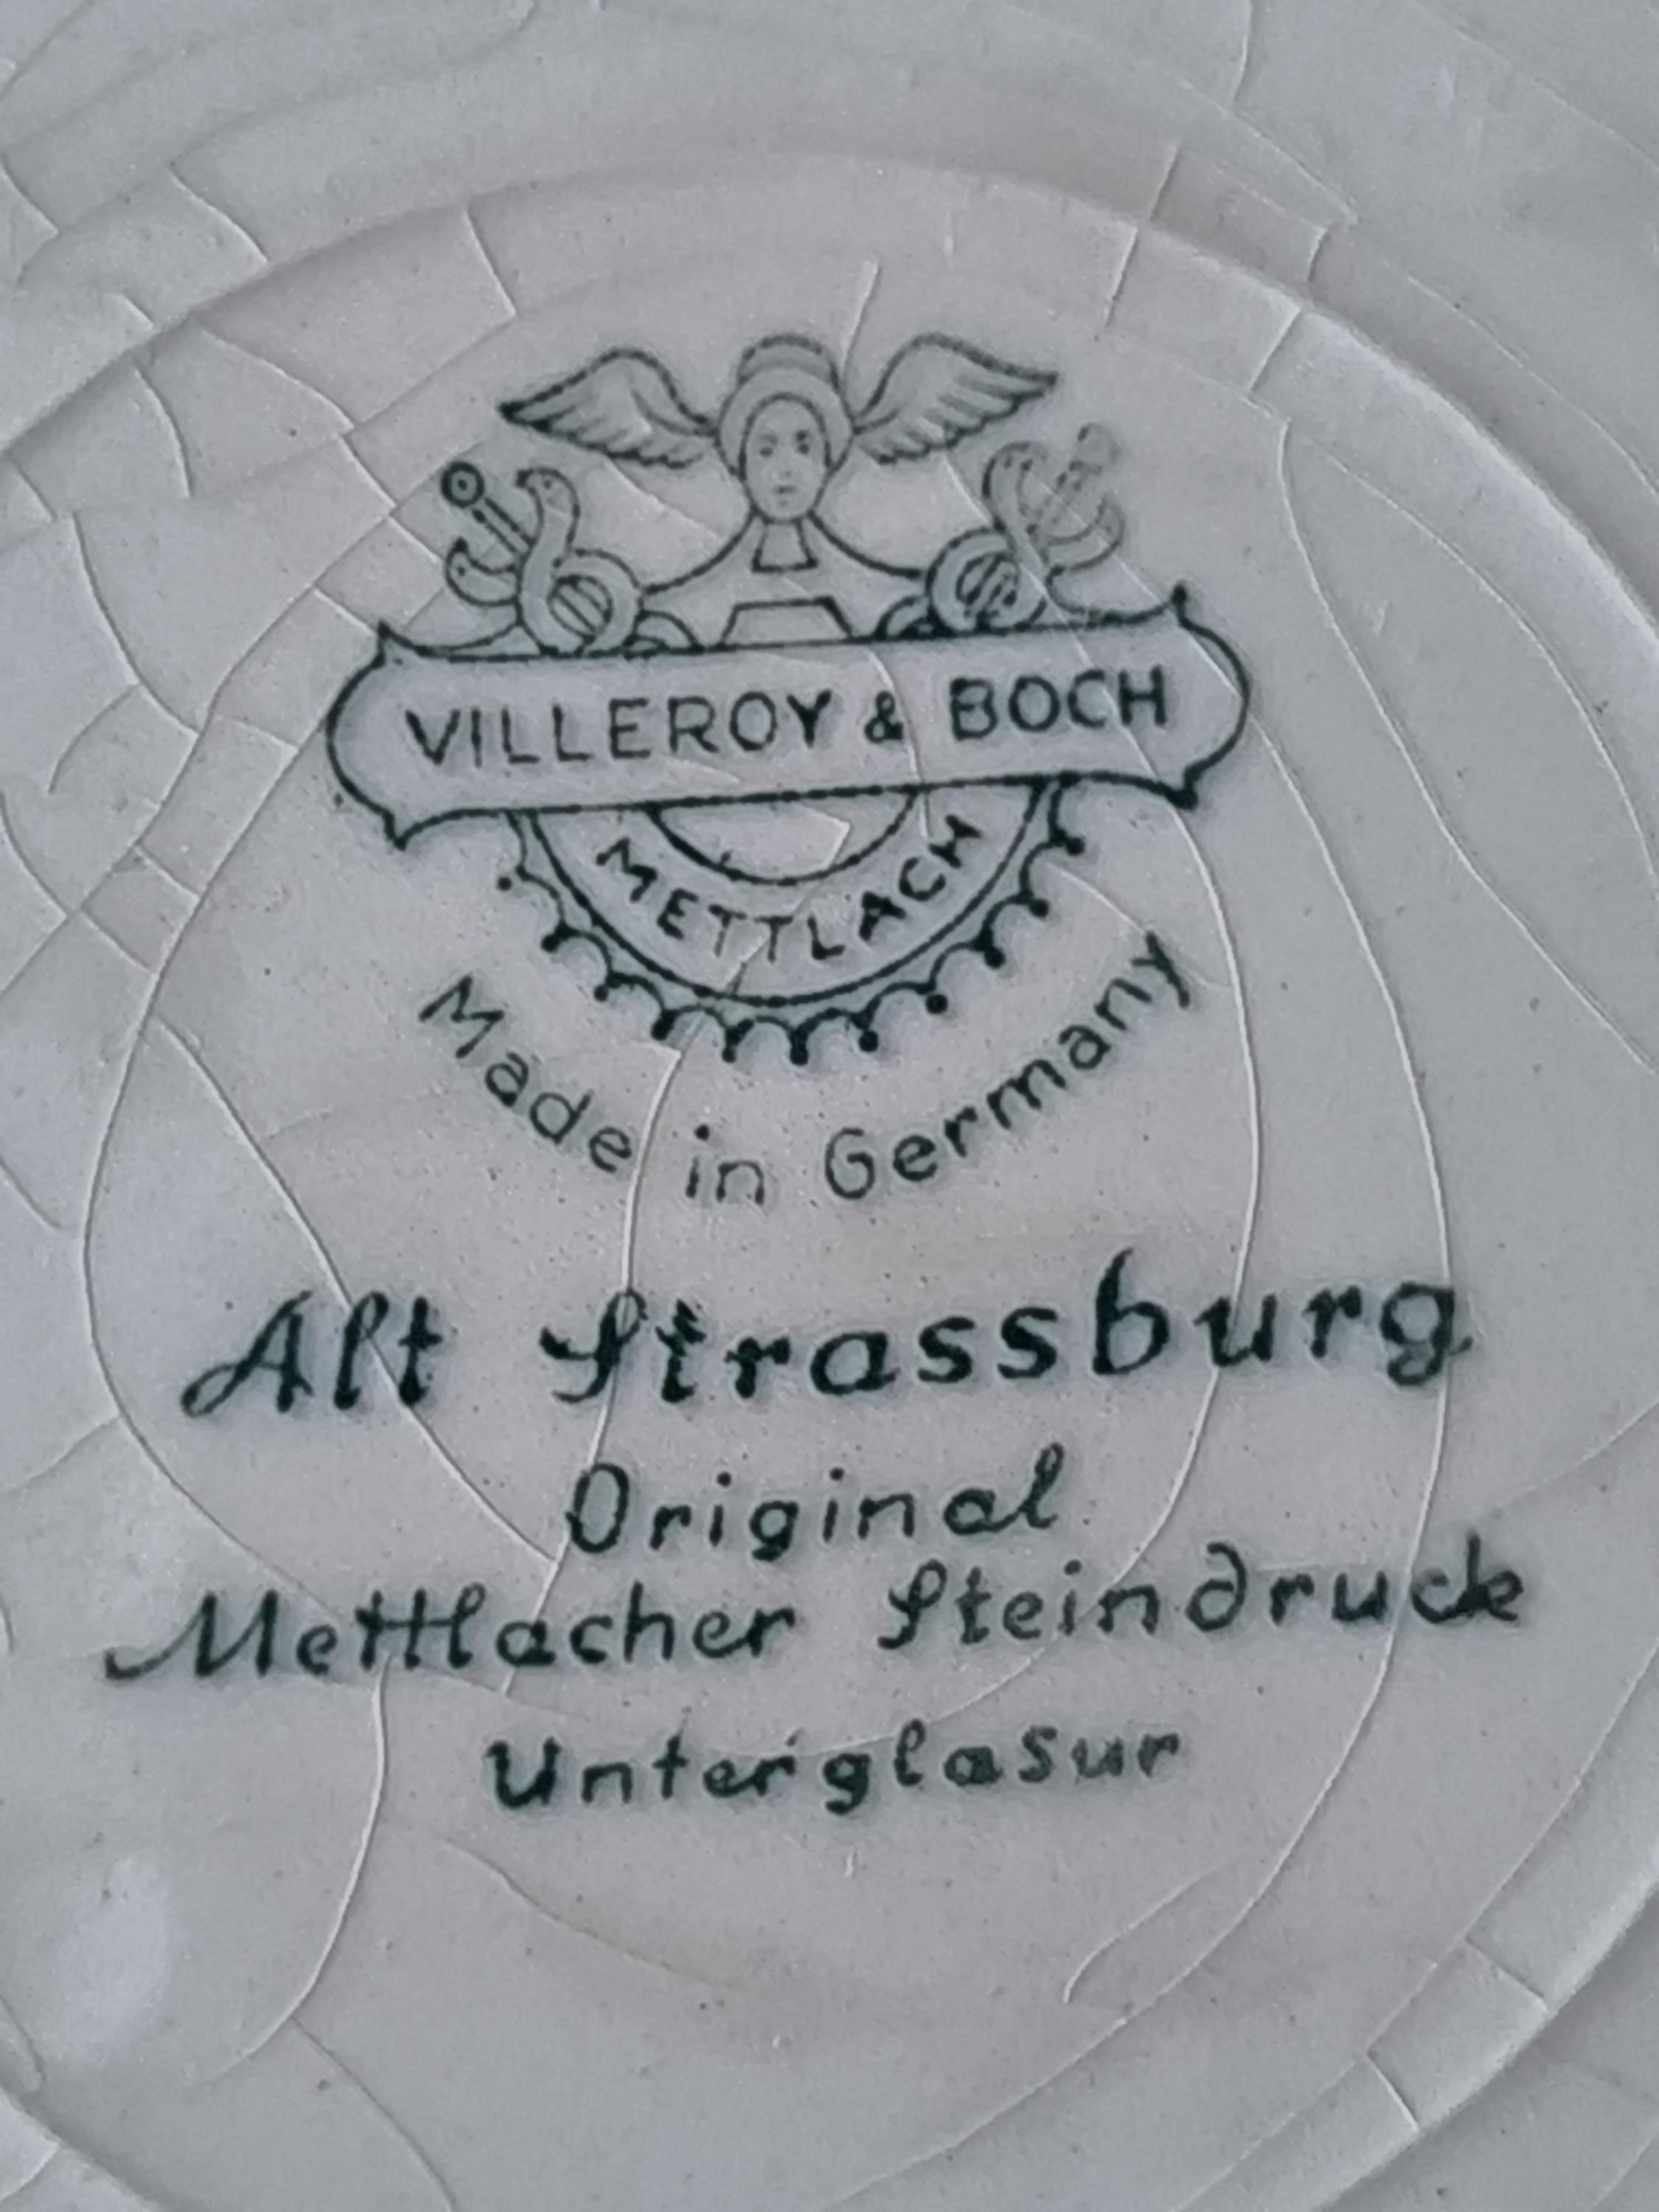 VILLEROY & BOCH
METTLACH
Made in Germany
Alt Strassburg
Original
Mettlacher Steindruck
Unterglasur